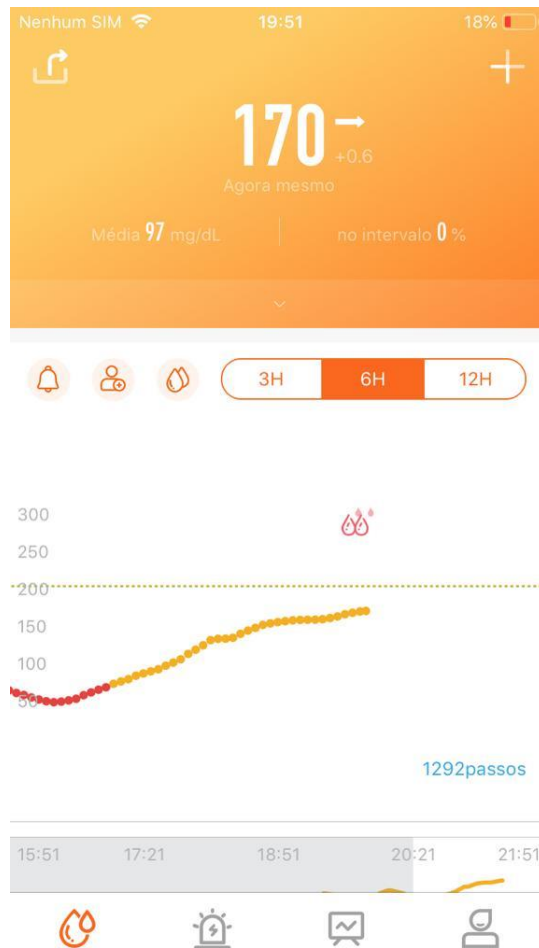 Nenhum SIM 19:51 18%
170
+0.6
Agora mesmo
Média 97 mg/dL no intervalo 0 %
3H 6H 12H
300
250
200
150
100
50
1292passos
15:51 17:21 18:51 20:21 21:51